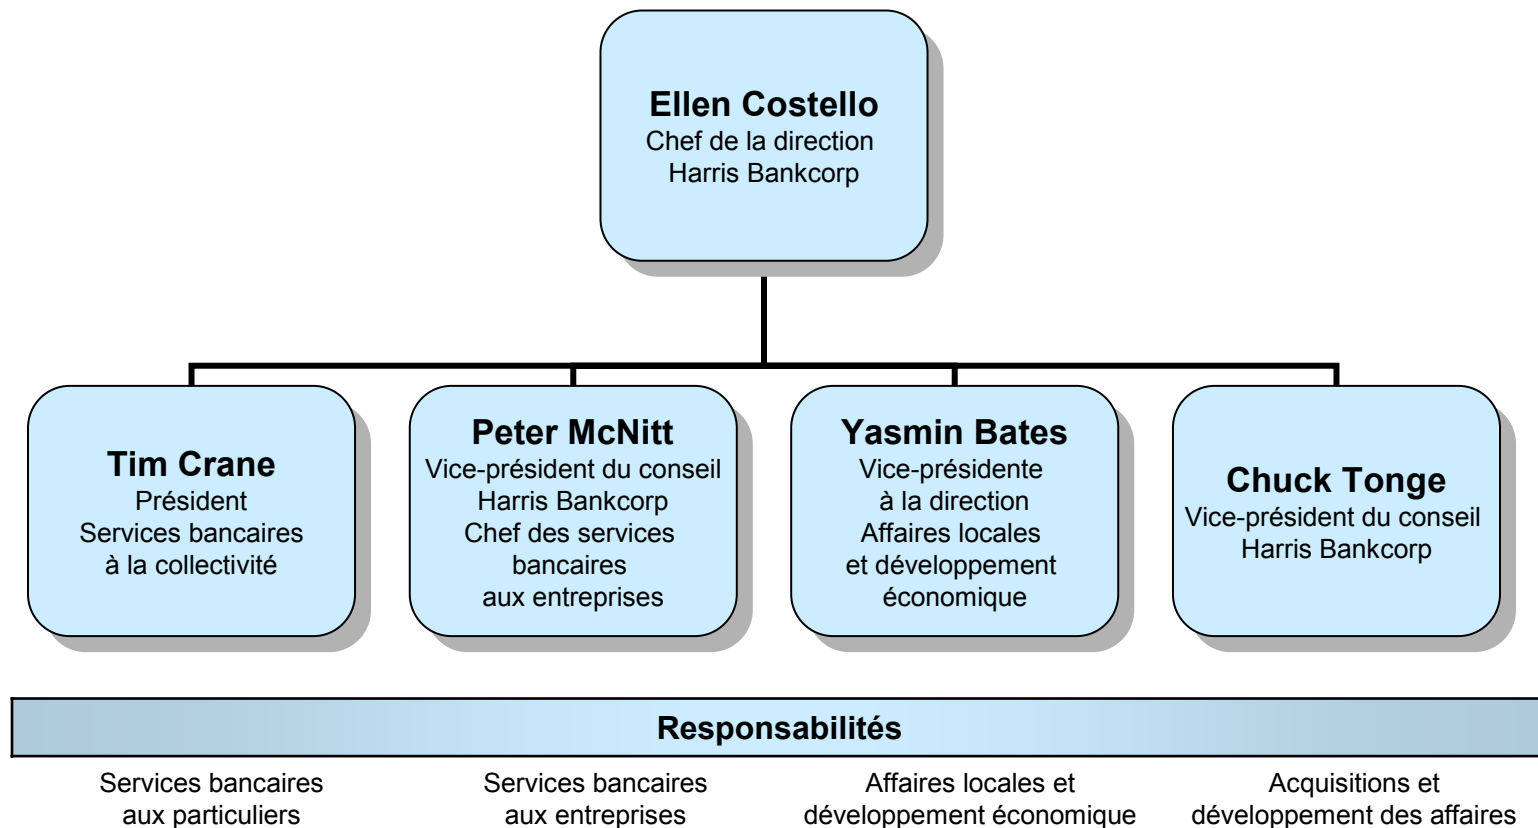 Ellen Costello
Chef de la direction
Harris Bankcorp
Tim Crane
Président
Services bancaires
à la collectivité
Peter McNitt
Vice-président du conseil
Harris Bankcorp
Chef des services
bancaires
aux entreprises
Yasmin Bates
Vice-présidente
à la direction
Affaires locales
et développement
économique
Chuck Tonge
Vice-président du conseil
Harris Bankcorp
Responsabilités
Services bancaires
aux particuliers
Services bancaires
aux entreprises
Affaires locales et
développement économique
Acquisitions et
développement des affaires